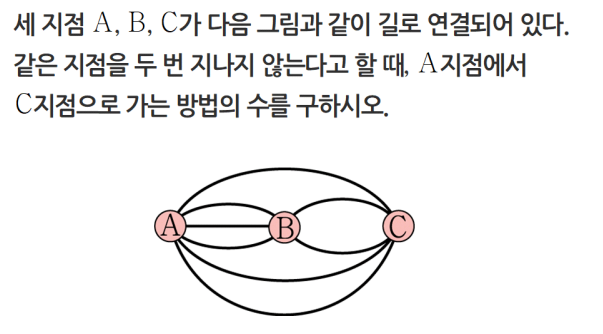 세 지점 A, B, C가 다음 그림과 같이 길로 연결되어 있다.
같은 지점을 두 번 지나지 않는다고 할 때, A지점에서
C지점으로 가는 방법의 수를 구하시오.
A B C